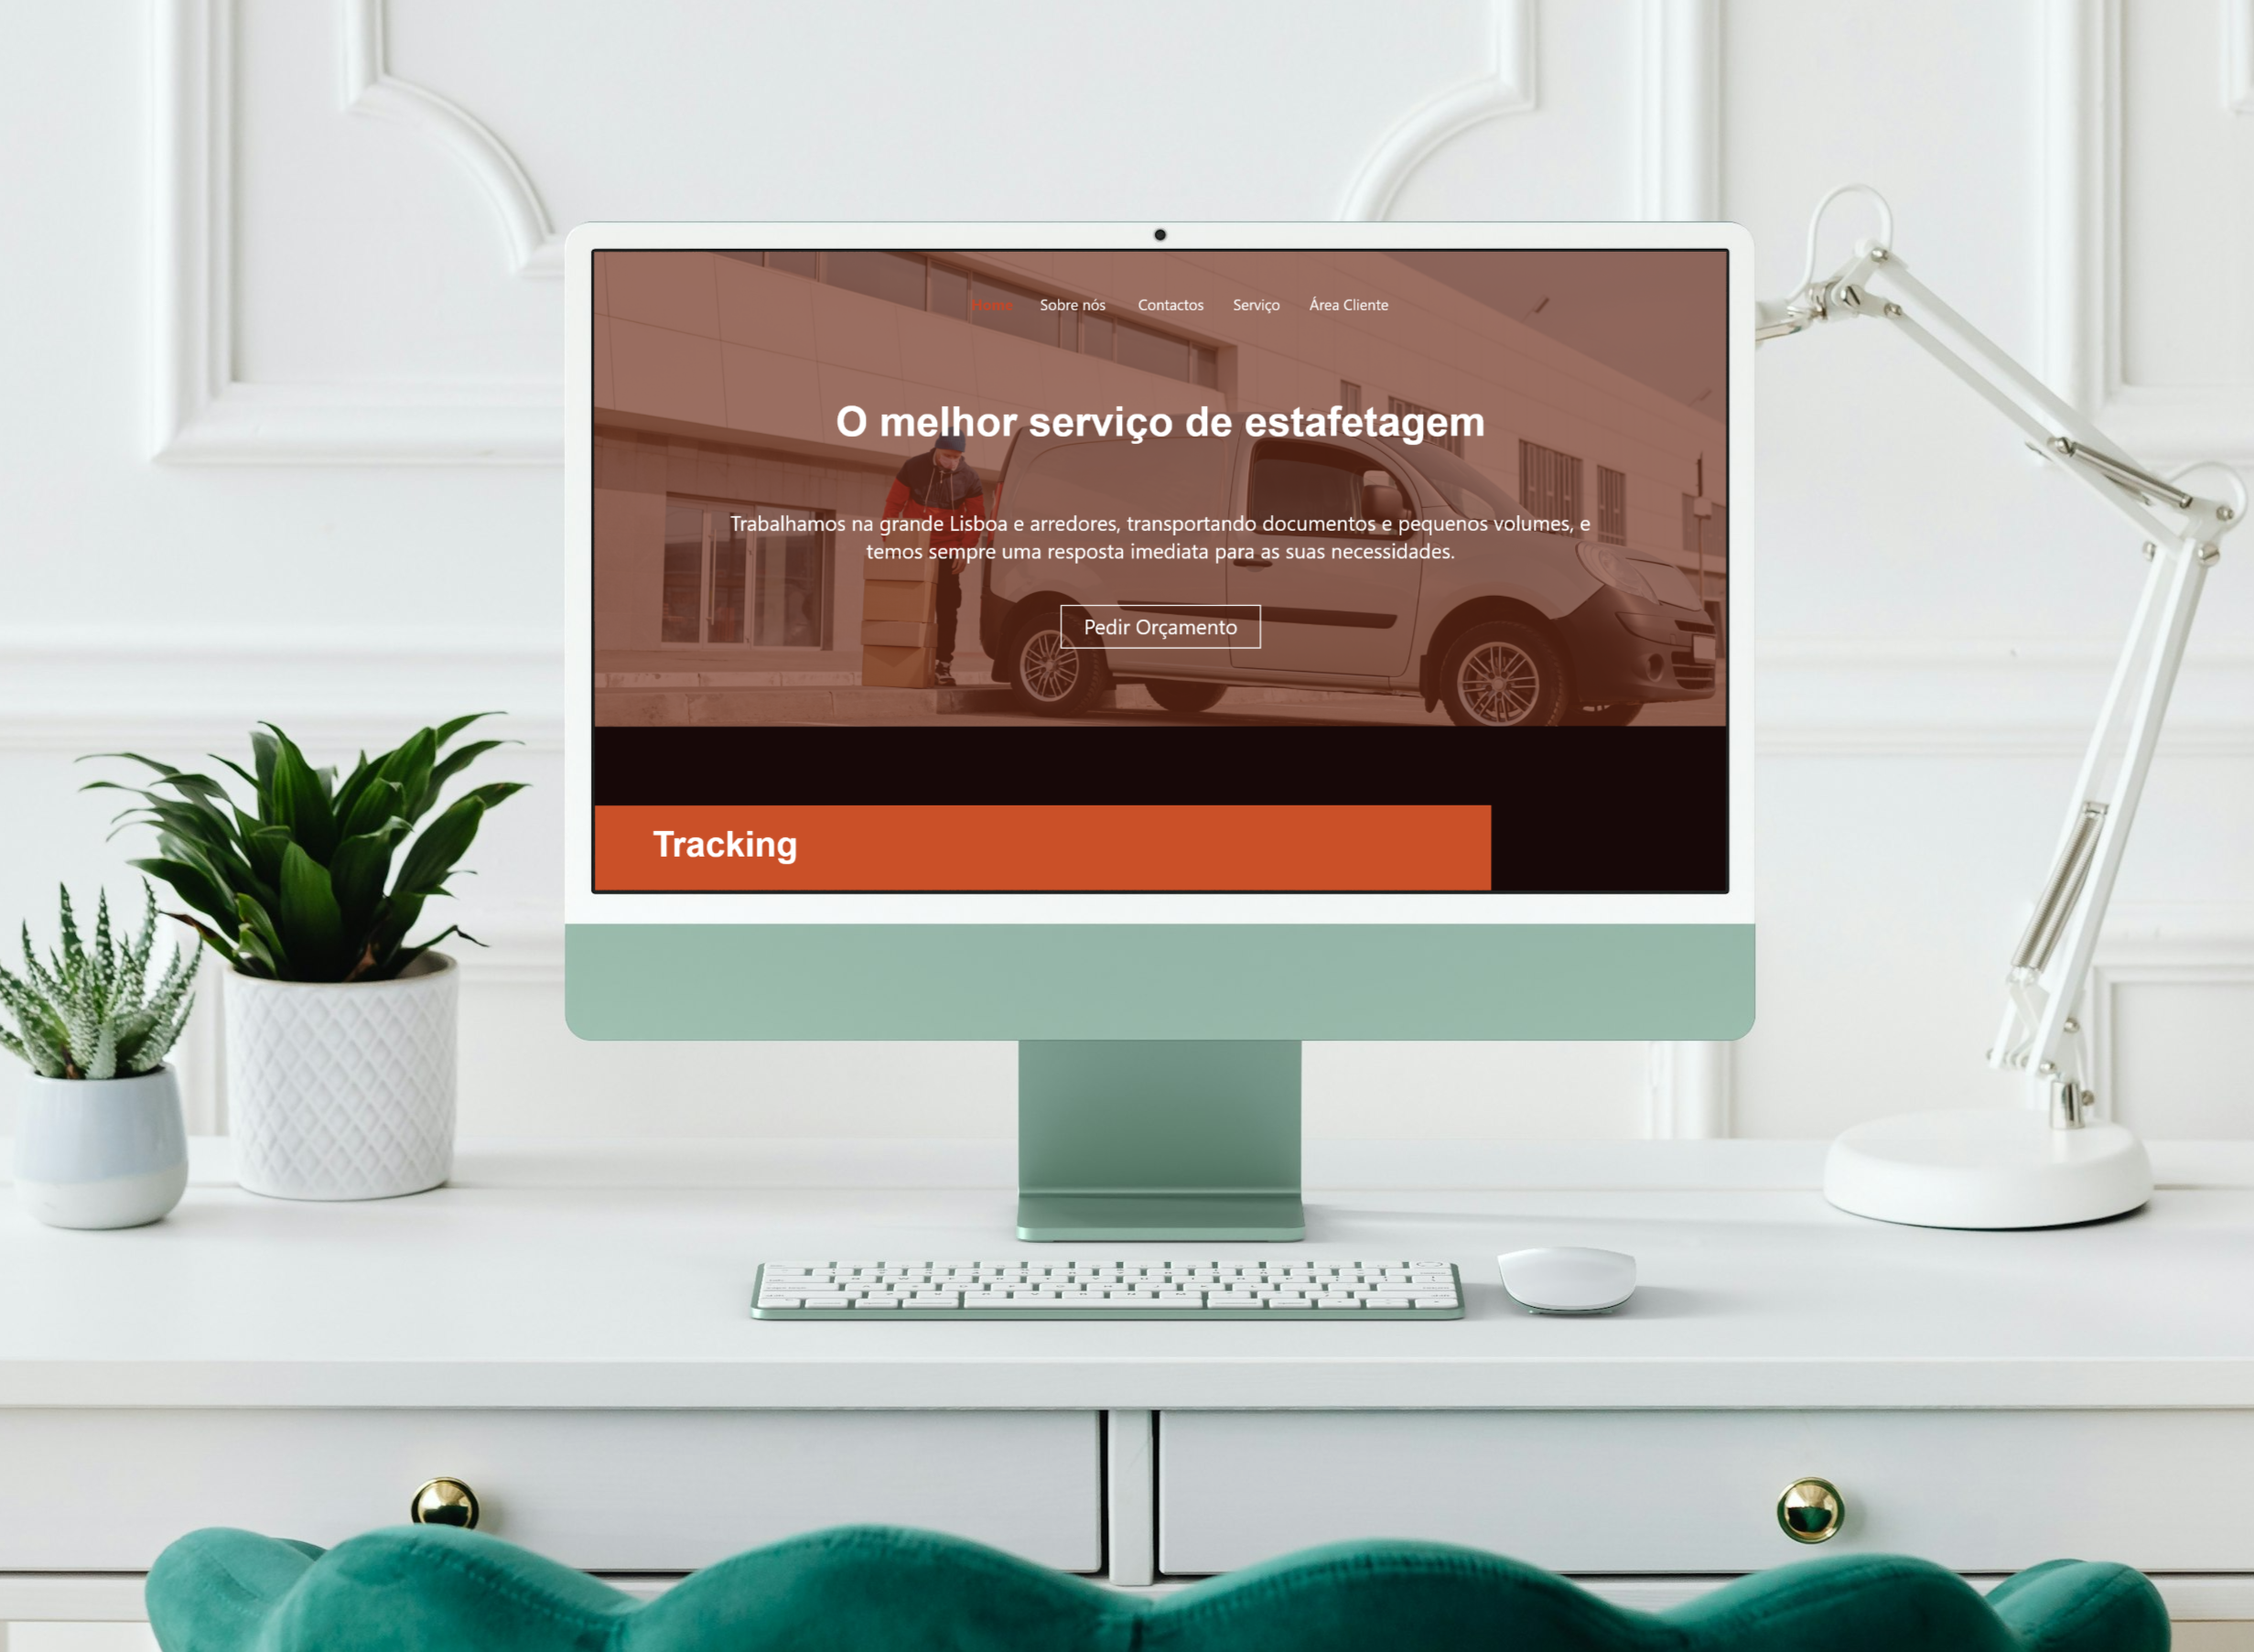 Home Sobre nós Contactos Serviço Área Cliente
O melhor serviço de estafetagem
Trabalhamos na grande Lisboa e arredores, transportando documentos e pequenos volumes, e
temos sempre uma resposta imediata para as suas necessidades.
Pedir Orçamento
Tracking